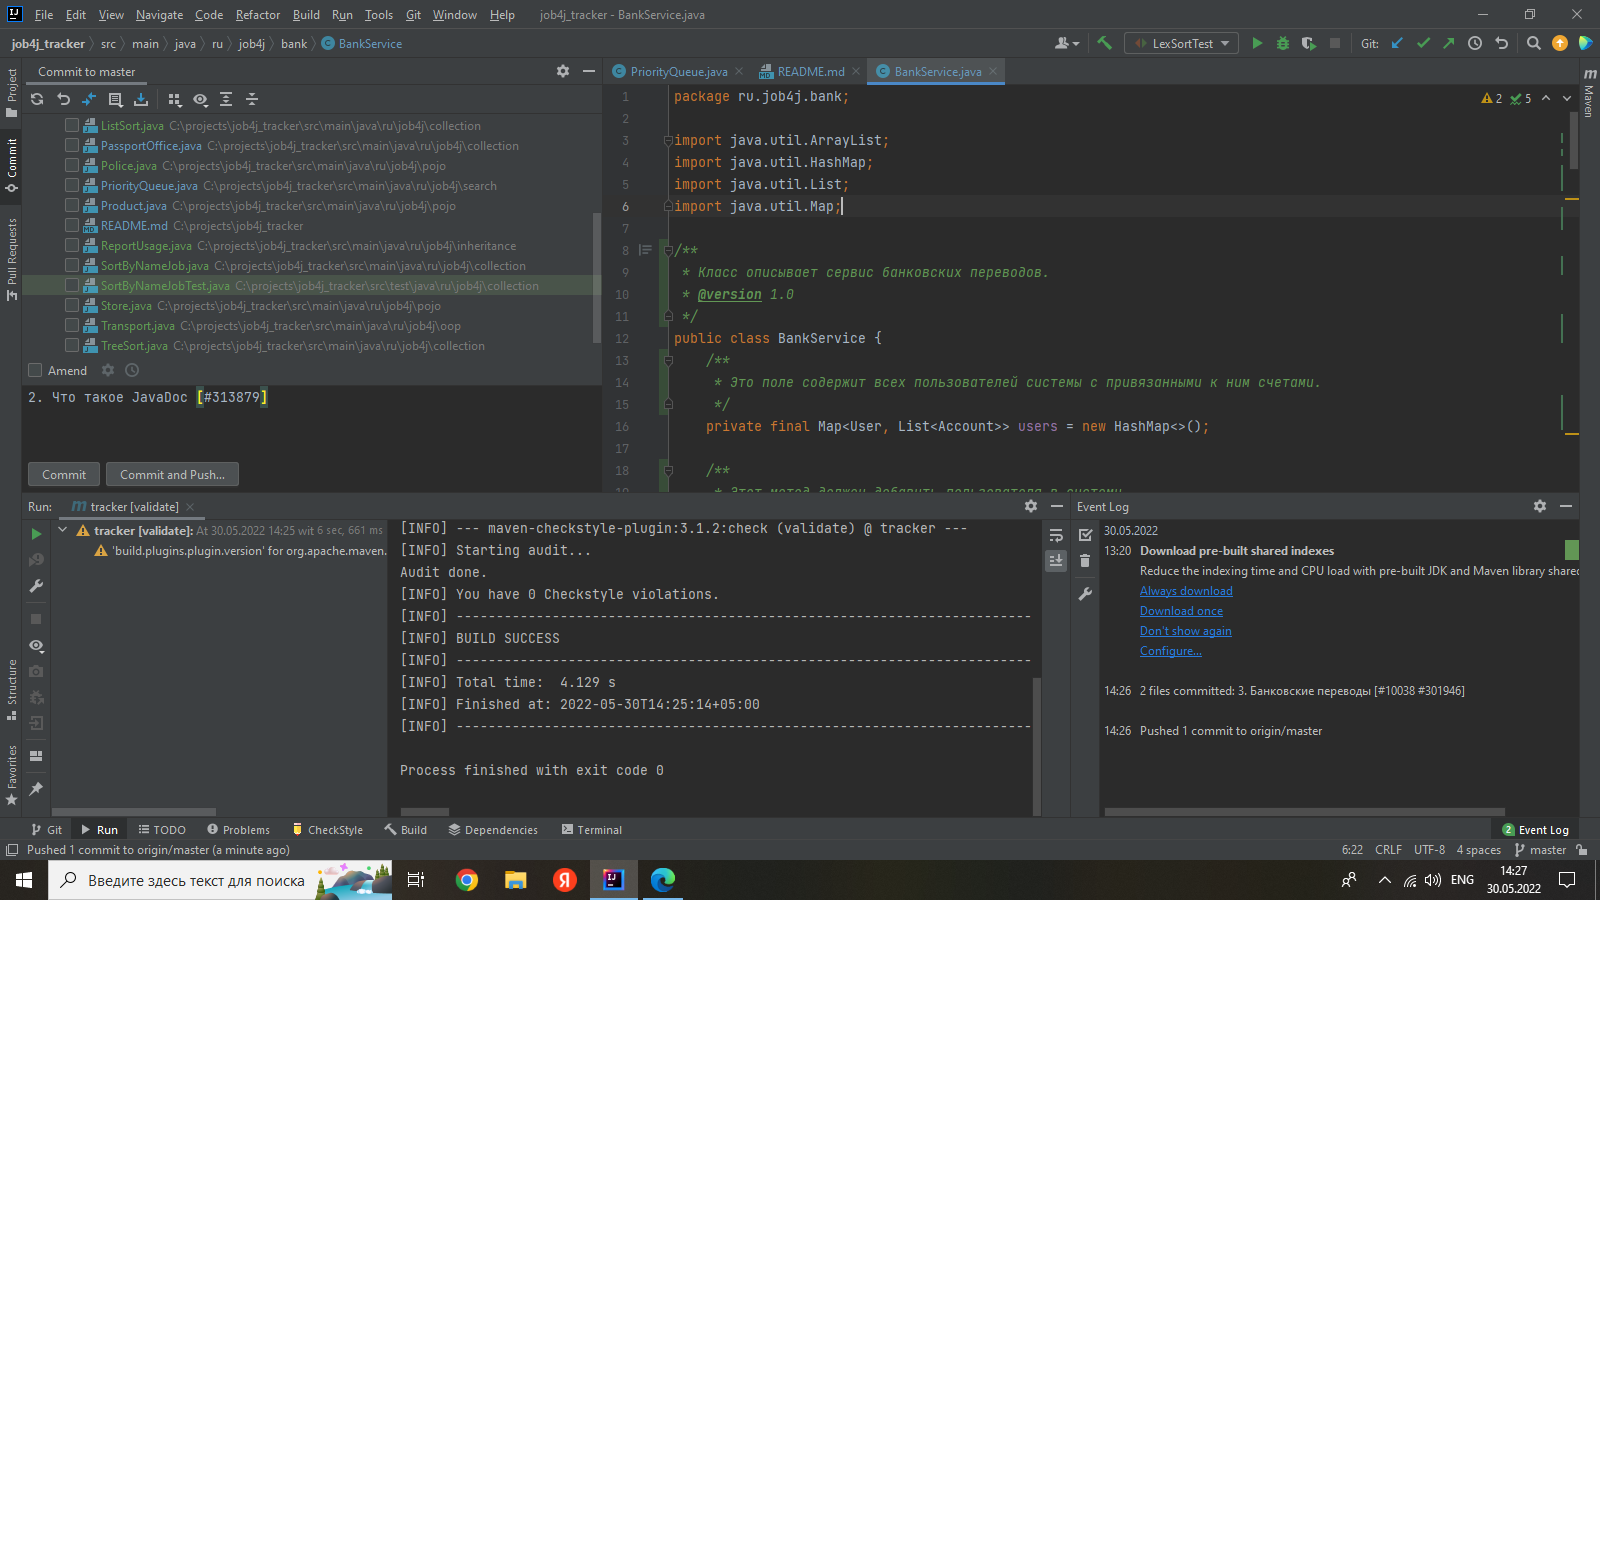 File Edit View Navigate Code Refactor Build Run Tools Git Window Help job4j_tracker - BankService.java
job4j_tracker src main java ru job4j bank BankService
LexSortTest Git:
Commit to master
ListSort.java C:\projects\job4j_tracker\src\main\java\ru\job4j\collection
PassportOffice.java C:\projects\job4j_tracker\src\main\java\ru\job4j\collection
Police.java C:\projects\job4j_tracker\src\main\java\ru\job4j\pojo
PriorityQueue.java C:\projects\job4j_tracker\src\main\java\ru\job4j\search
Product.java C:\projects\job4j_tracker\src\main\java\ru\job4j\pojo
README.md C:\projects\job4j_tracker
ReportUsage.java C:\projects\job4j_tracker\src\main\java\ru\job4j\inheritance
SortByNameJob.java C:\projects\job4j_tracker\src\main\java\ru\job4j\collection
SortByNameJobTest.java C:\projects\job4j_tracker\src\test\java\ru\job4j\collection
Store.java C:\projects\job4j_tracker\src\main\java\ru\job4j\pojo
Transport.java C:\projects\job4j_tracker\src\main\java\ru\job4j\oop
TreeSort.java C:\projects\job4j_tracker\src\main\java\ru\job4j\collection
Amend
2. Что такое JavaDoc [#313879]
Commit Commit and Push...
Project
Commit
Pull Requests
Structure
Favorites
PriorityQueue.java README.md BankService.java
2 5
1 package ru.job4j.bank;
2
3 import java.util.ArrayList;
4 import java.util.HashMap;
5 import java.util.List;
6 import java.util.Map;
7
8 /**
9 * Класс описывает сервис банковских переводов.
10 * @version 1.0
11 */
12 public class BankService {
13 /**
14 * Это поле содержит всех пользователей системы с привязанными к ним счетами.
15 */
16 private final Map<User, List<Account>> users = new HashMap<>();
17
18 /**
19 * Этот метод должен добавить пользователя в систему.
Maven
Run: tracker [validate]
tracker [validate]: At 30.05.2022 14:25 wit 6 sec, 661 ms
'build.plugins.plugin.version' for org.apache.maven.
[INFO] --- maven-checkstyle-plugin:3.1.2:check (validate) @ tracker ---
[INFO] Starting audit...
Audit done.
[INFO] You have 0 Checkstyle violations.
[INFO] ------------------------------------------------------------------------
[INFO] BUILD SUCCESS
[INFO] ------------------------------------------------------------------------
[INFO] Total time:  4.129 s
[INFO] Finished at: 2022-05-30T14:25:14+05:00
[INFO] ------------------------------------------------------------------------
Process finished with exit code 0
Event Log
30.05.2022
13:20 Download pre-built shared indexes
Reduce the indexing time and CPU load with pre-built JDK and Maven library shared
Always download
Download once
Don't show again
Configure...
14:26 2 files committed: 3. Банковские переводы [#10038 #301946]
14:26 Pushed 1 commit to origin/master
Git Run TODO Problems CheckStyle Build Dependencies Terminal 2 Event Log
Pushed 1 commit to origin/master (a minute ago) 6:22 CRLF UTF-8 4 spaces master
Введите здесь текст для поиска ENG 14:27
30.05.2022